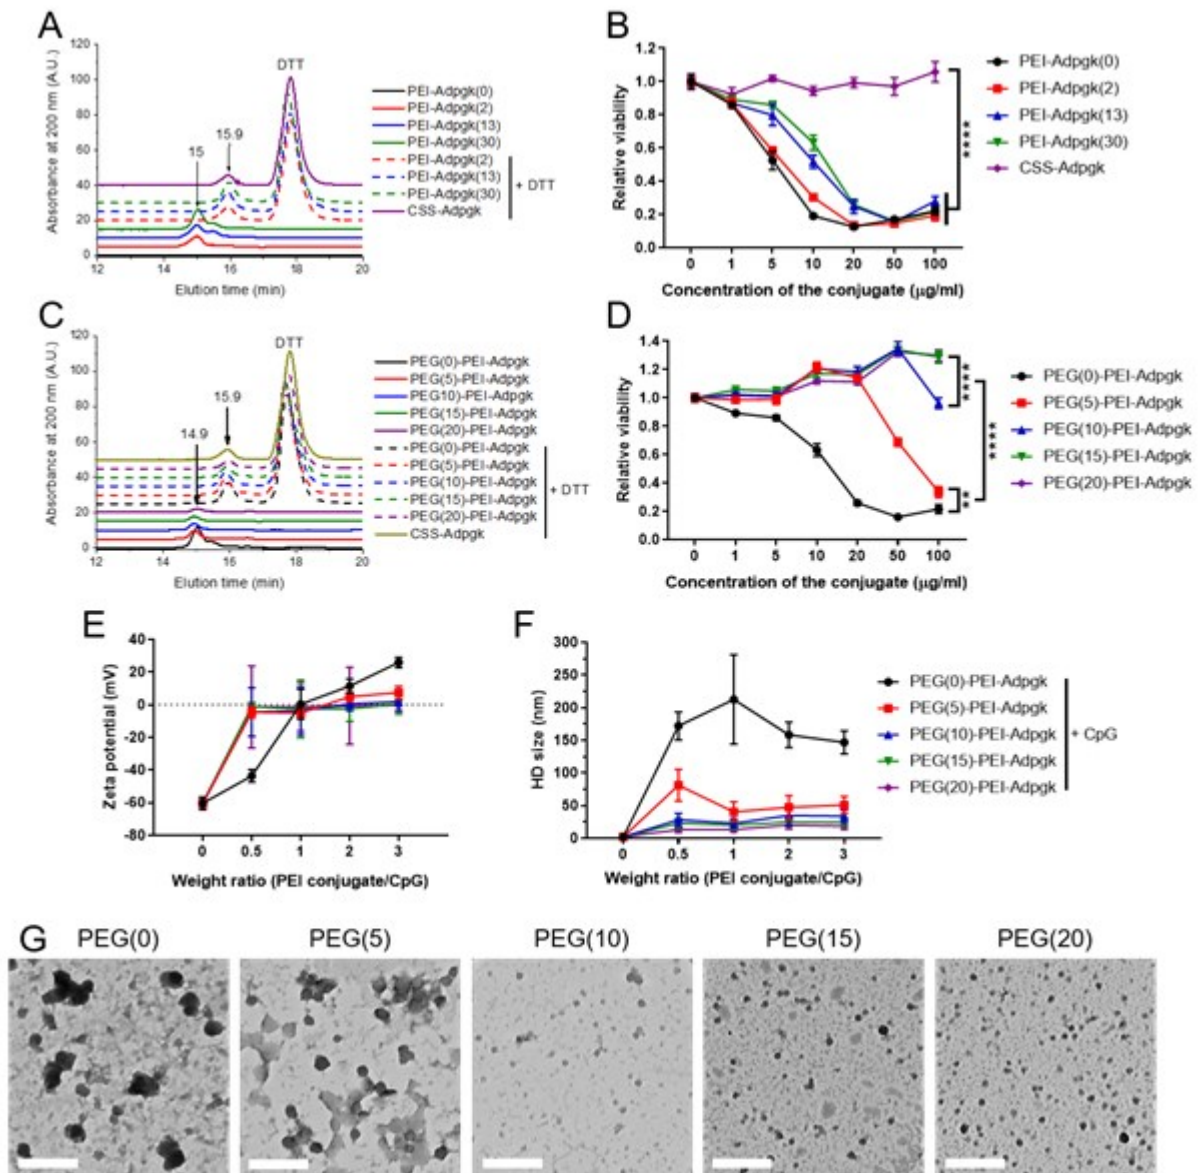 A
Absorbance at 200 nm (A.U.)
120
100
80
60
40
20
0
12
14
16
18
20
Elution time (min)
DTT
15.9
15
PEI-Adpgk(0)
PEI-Adpgk(2)
PEI-Adpgk(13)
PEI-Adpgk(30)
PEI-Adpgk(2)
PEI-Adpgk(13)
PEI-Adpgk(30)
CSS-Adpgk
+ DTT
B
Relative viability
1.2
1.0
0.8
0.6
0.4
0.2
0.0
0
1
5
10
20
50
100
Concentration of the conjugate (µg/ml)
****
PEI-Adpgk(0)
PEI-Adpgk(2)
PEI-Adpgk(13)
PEI-Adpgk(30)
CSS-Adpgk
C
Absorbance at 200 nm (A.U.)
120
100
80
60
40
20
0
12
14
16
18
20
Elution time (min)
DTT
15.9
14.9
PEG(0)-PEI-Adpgk
PEG(5)-PEI-Adpgk
PEG10)-PEI-Adpgk
PEG(15)-PEI-Adpgk
PEG(20)-PEI-Adpgk
PEG(0)-PEI-Adpgk
PEG(5)-PEI-Adpgk
PEG(10)-PEI-Adpgk
PEG(15)-PEI-Adpgk
PEG(20)-PEI-Adpgk
CSS-Adpgk
+ DTT
D
Relative viability
1.4
1.2
1.0
0.8
0.6
0.4
0.2
0.0
0
1
5
10
20
50
100
Concentration of the conjugate (µg/ml)
****
****
**
PEG(0)-PEI-Adpgk
PEG(5)-PEI-Adpgk
PEG(10)-PEI-Adpgk
PEG(15)-PEI-Adpgk
PEG(20)-PEI-Adpgk
E
Zeta potential (mV)
40
20
0
-20
-40
-60
-80
0
0.5
1
2
3
Weight ratio (PEI conjugate/CpG)
F
HD size (nm)
300
250
200
150
100
50
0
0
0.5
1
2
3
Weight ratio (PEI conjugate/CpG)
PEG(0)-PEI-Adpgk
PEG(5)-PEI-Adpgk
PEG(10)-PEI-Adpgk
PEG(15)-PEI-Adpgk
PEG(20)-PEI-Adpgk
+ CpG
G
PEG(0)
PEG(5)
PEG(10)
PEG(15)
PEG(20)